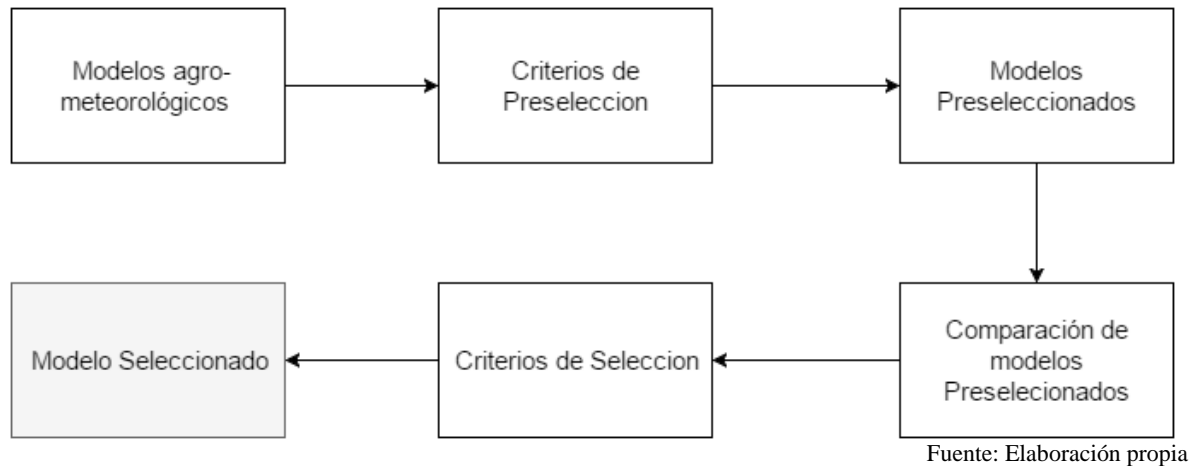 Modelos agro-
meteorológicos
Criterios de
Preseleccion
Modelos
Preseleccionados
Comparación de
modelos
Preselecionados
Criterios de Seleccion
Modelo Seleccionado
Fuente: Elaboración propia